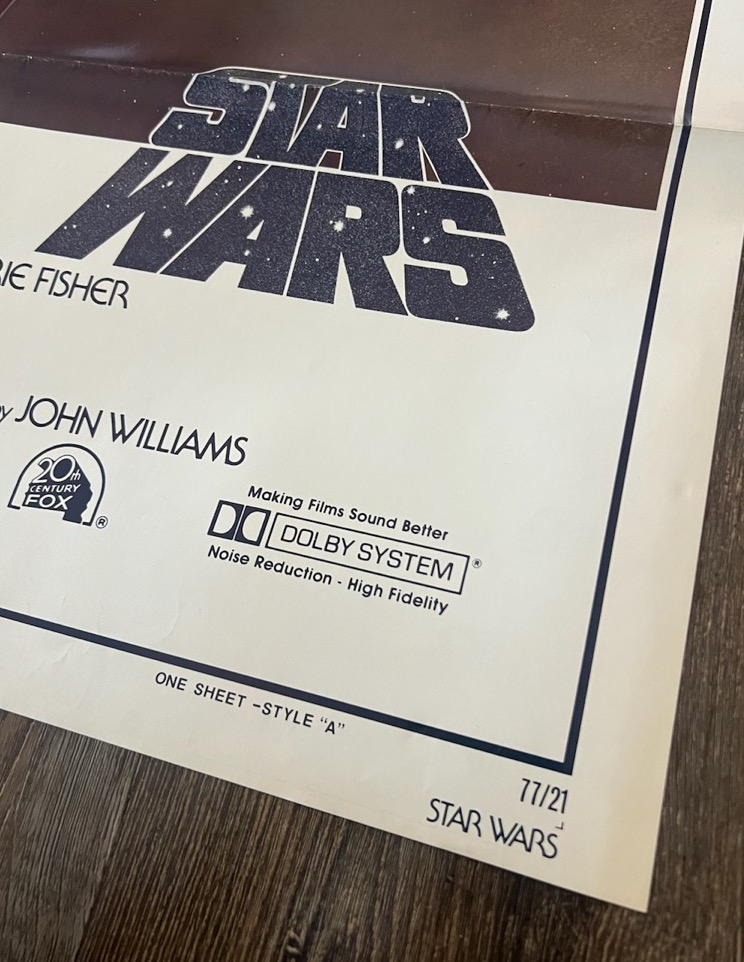 STAR
WARS
RIE FISHER
by JOHN WILLIAMS
20th
CENTURY
FOX
®
Making Films Sound Better
DOLBY SYSTEM ®
Noise Reduction - High Fidelity
ONE SHEET -STYLE "A"
77/21
STAR WARS